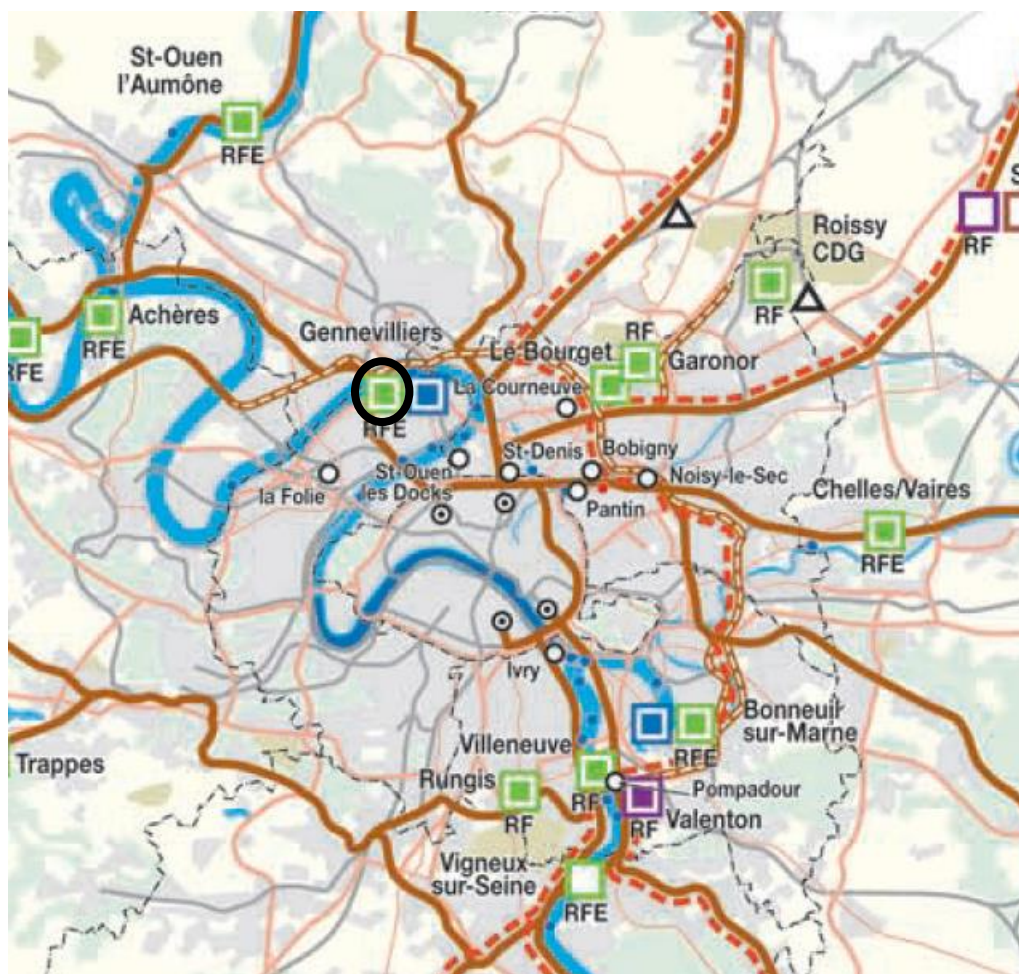 St-Ouen
l'Aumône
RFE
Roissy
CDG
RF
S
RF
Achères
RFE
RFE
Gennevilliers
RFE
RF
Le Bourget
Garonor
La Courneuve
St-Denis
Bobigny
Noisy-le-Sec
Pantin
la Folie
St-Ouen
les Docks
Chelles/Vaires
RFE
Ivry
Bonneuil
sur-Marne
RFE
Villeneuve
RF
Pompadour
Rungis
RF
RF
Valenton
Trappes
Vigneux
sur-Seine
RFE